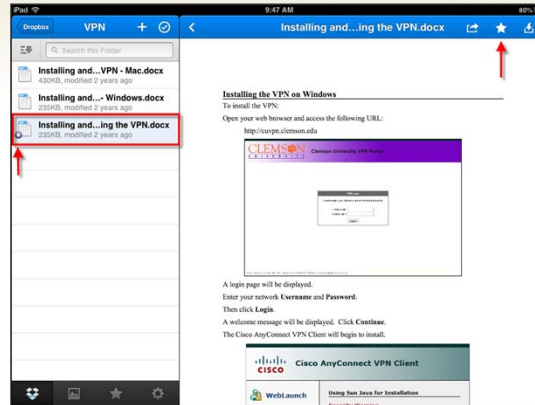 iPad
9:47 AM
80%
Dropbox
VPN
Search this Folder
Installing and...VPN - Mac.docx
430KB, modified 2 years ago
Installing and...- Windows.docx
235KB, modified 2 years ago
Installing and...ing the VPN.docx
235KB, modified 2 years ago
Installing and...ing the VPN.docx
Installing the VPN on Windows
To install the VPN:
Open your web browser and access the following URL:
http://cuvpn.clemson.edu
CLEMSON
UNIVERSITY
Clemson University VPN Portal
A login page will be displayed.
Enter your network Username and Password.
Then click Login.
A welcome message will be displayed. Click Continue.
The Cisco AnyConnect VPN Client will begin to install.
CISCO
Cisco AnyConnect VPN Client
WebLaunch
Using Sun Java for Installation